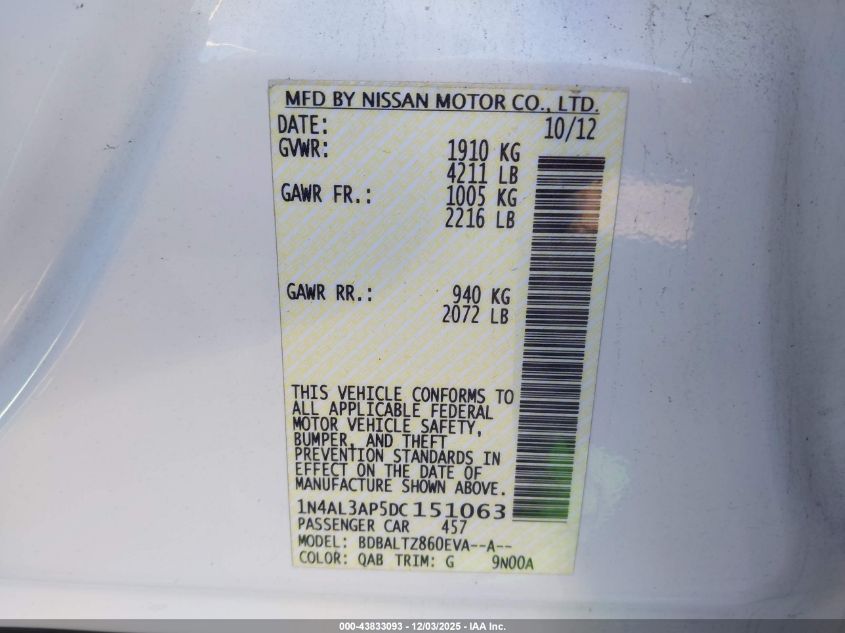 MFD BY NISSAN MOTOR CO., LTD.
DATE: 10/12
GVWR: 1910 KG
4211 LB
GAWR FR.: 1005 KG
2216 LB
GAWR RR.: 940 KG
2072 LB
THIS VEHICLE CONFORMS TO
ALL APPLICABLE FEDERAL
MOTOR VEHICLE SAFETY,
BUMPER, AND THEFT
PREVENTION STANDARDS IN
EFFECT ON THE DATE OF
MANUFACTURE SHOWN ABOVE.
1N4AL3AP5DC151063
PASSENGER CAR 457
MODEL: BDBALTZ860EVA--A--
COLOR: QAB TRIM: G 9N00A
000-43833093 - 12/03/2025 - IAA Inc.